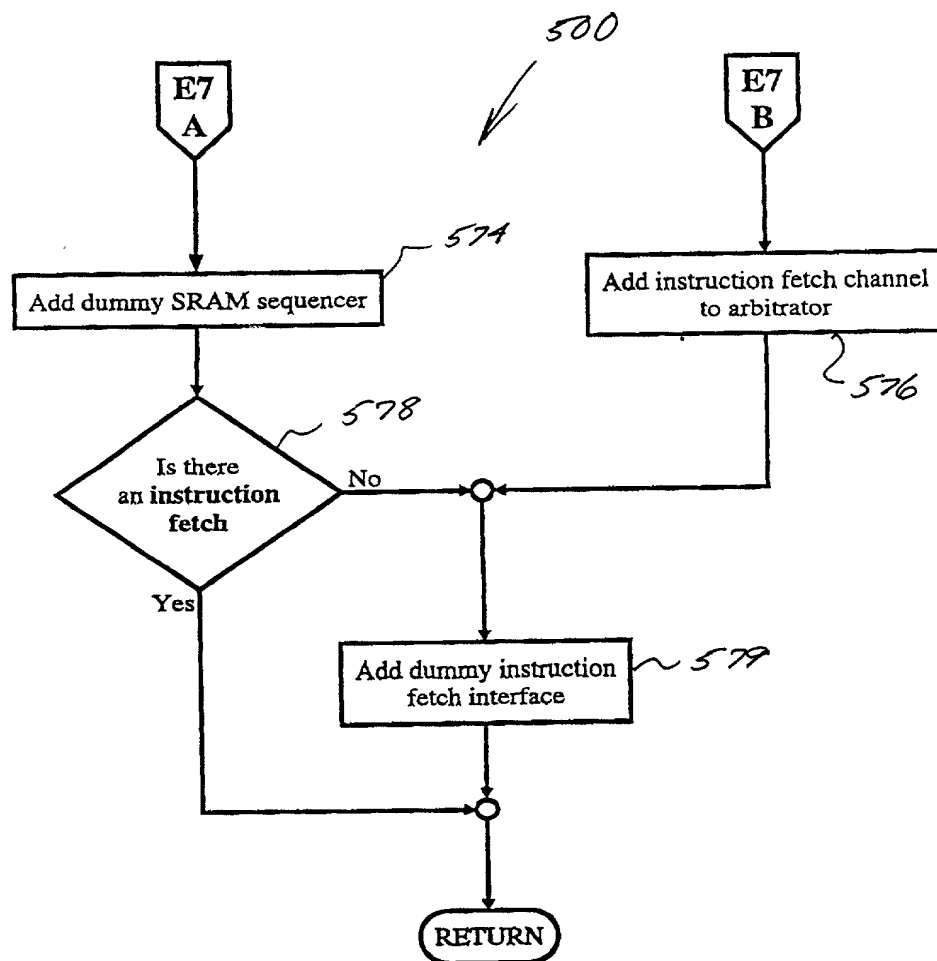 500
E7
A
E7
B
574
Add dummy SRAM sequencer
Add instruction fetch channel
to arbitrator
576
578
Is there
an instruction
fetch
No
Yes
Add dummy instruction
fetch interface
579
RETURN